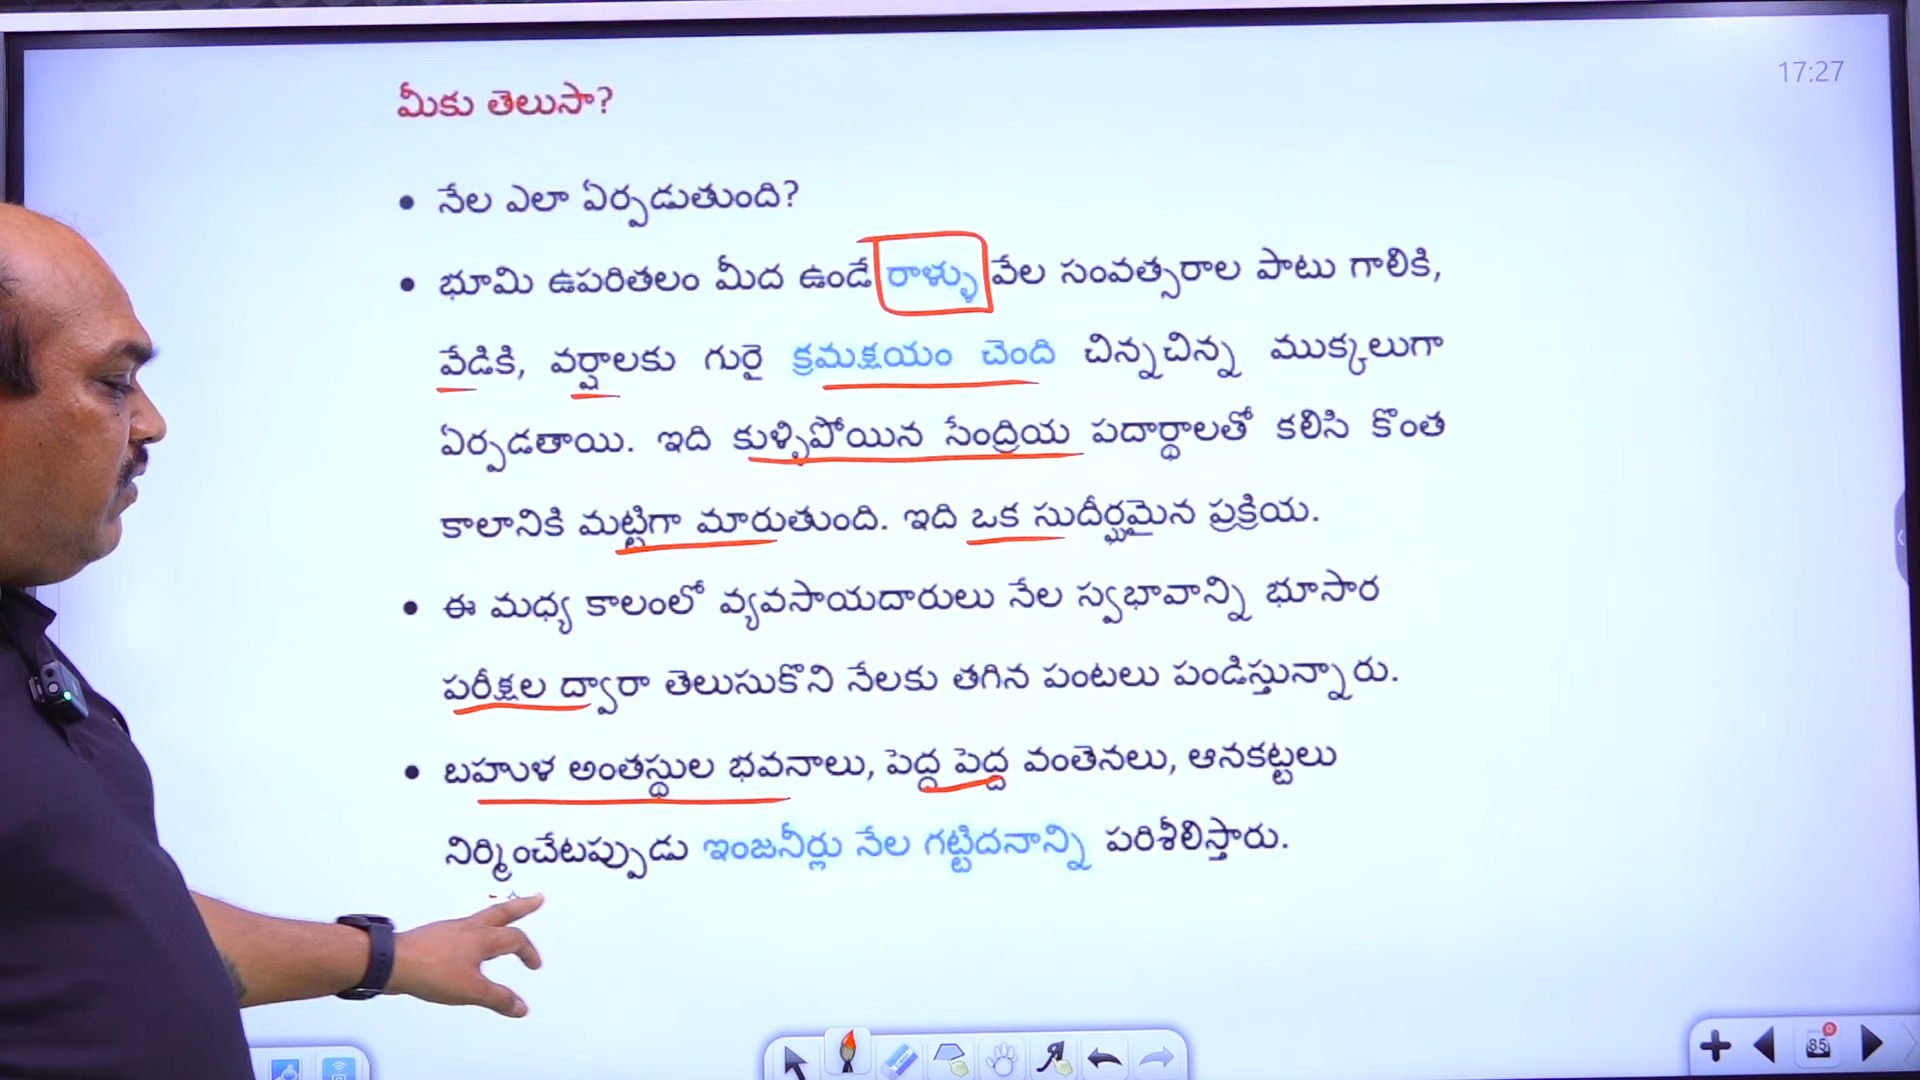 17:27
మీకు తెలుసా?
• నేల ఎలా ఏర్పడుతుంది?
• భూమి ఉపరితలం మీద ఉండే రాళ్ళు వేల సంవత్సరాల పాటు గాలికి,
వేడికి, వర్షాలకు గురై క్రమక్షయం చెంది చిన్నచిన్న ముక్కలుగా
ఏర్పడతాయి. ఇది కుళ్ళిపోయిన సేంద్రియ పదార్థాలతో కలిసి కొంత
కాలానికి మట్టిగా మారుతుంది. ఇది ఒక సుదీర్ఘమైన ప్రక్రియ.
• ఈ మధ్య కాలంలో వ్యవసాయదారులు నేల స్వభావాన్ని భూసార
పరీక్షల ద్వారా తెలుసుకొని నేలకు తగిన పంటలు పండిస్తున్నారు.
• బహుళ అంతస్థుల భవనాలు, పెద్ద పెద్ద వంతెనలు, ఆనకట్టలు
నిర్మించేటప్పుడు ఇంజనీర్లు నేల గట్టిదనాన్ని పరిశీలిస్తారు.
85
0